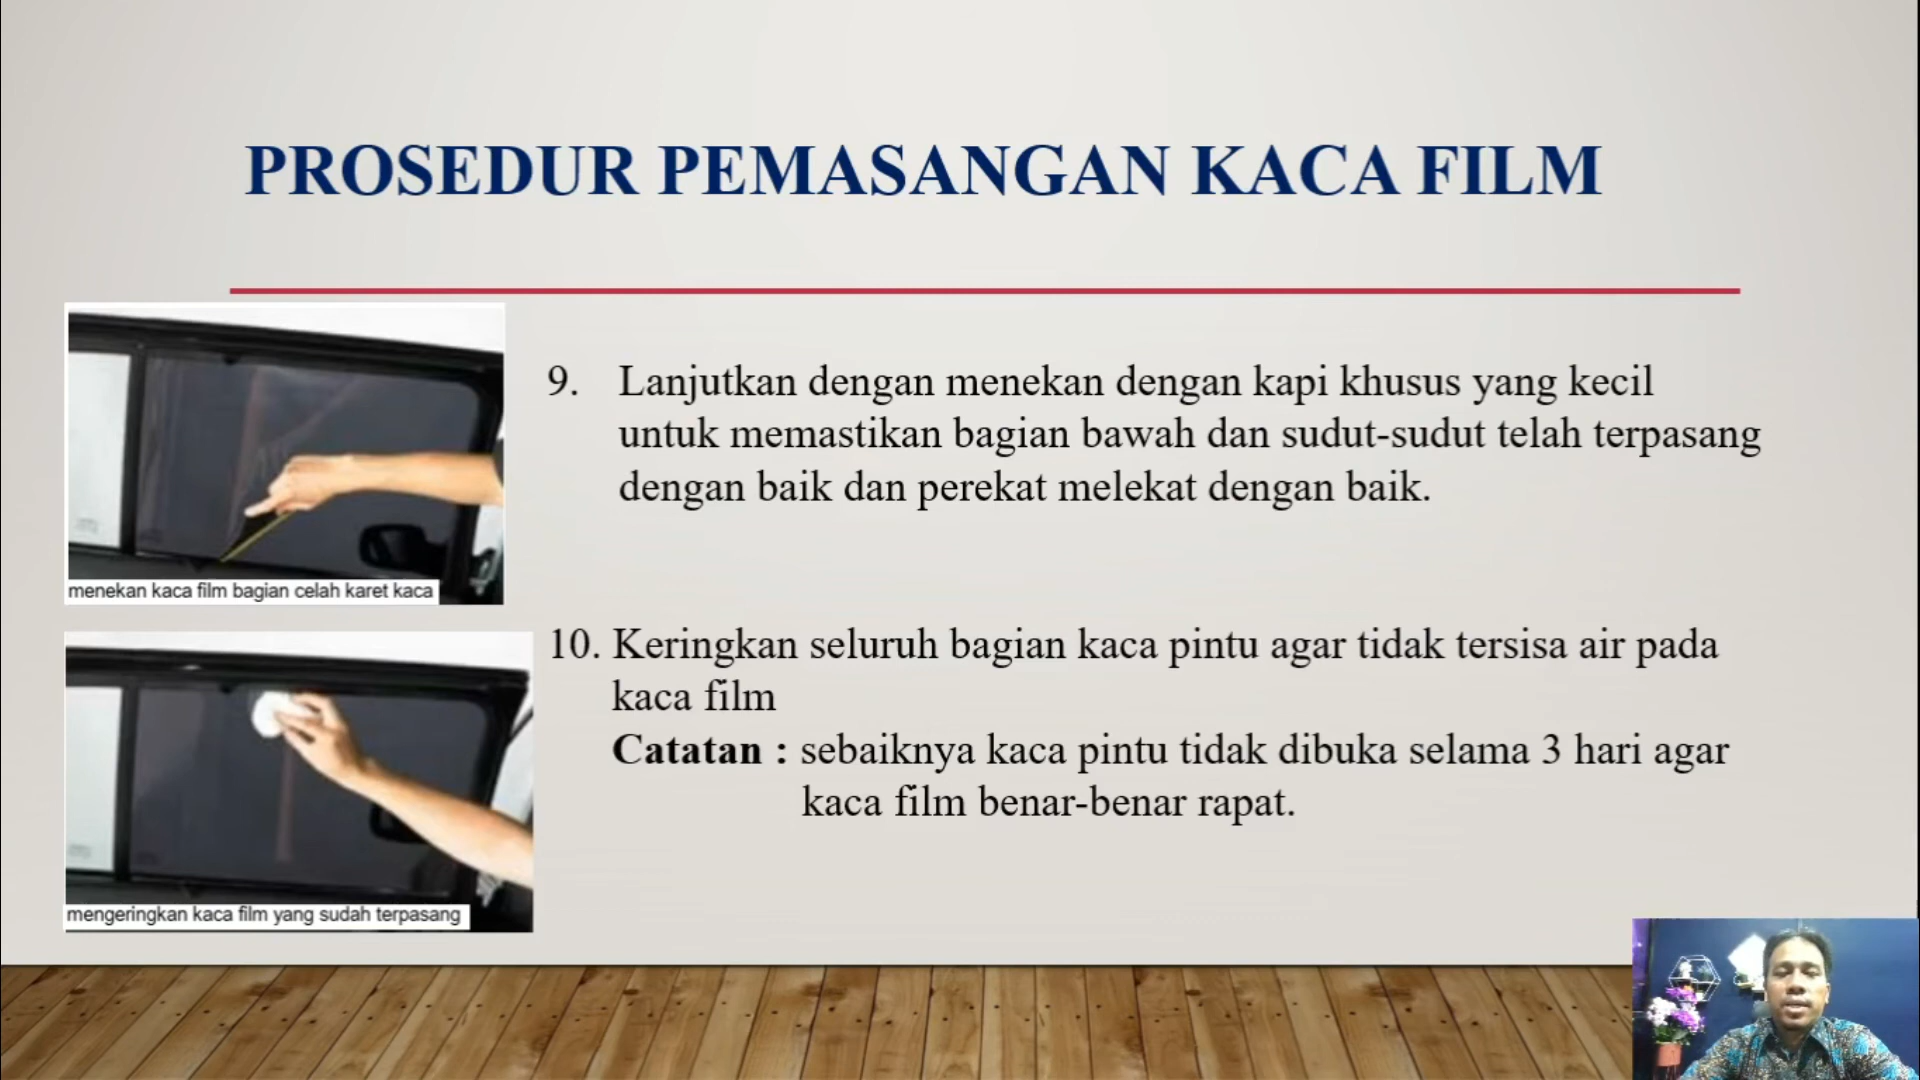 PROSEDUR PEMASANGAN KACA FILM
menekan kaca film bagian celah karet kaca
9. Lanjutkan dengan menekan dengan kapi khusus yang kecil
untuk memastikan bagian bawah dan sudut-sudut telah terpasang
dengan baik dan perekat melekat dengan baik.
mengeringkan kaca film yang sudah terpasang
10. Keringkan seluruh bagian kaca pintu agar tidak tersisa air pada
kaca film
Catatan : sebaiknya kaca pintu tidak dibuka selama 3 hari agar
kaca film benar-benar rapat.